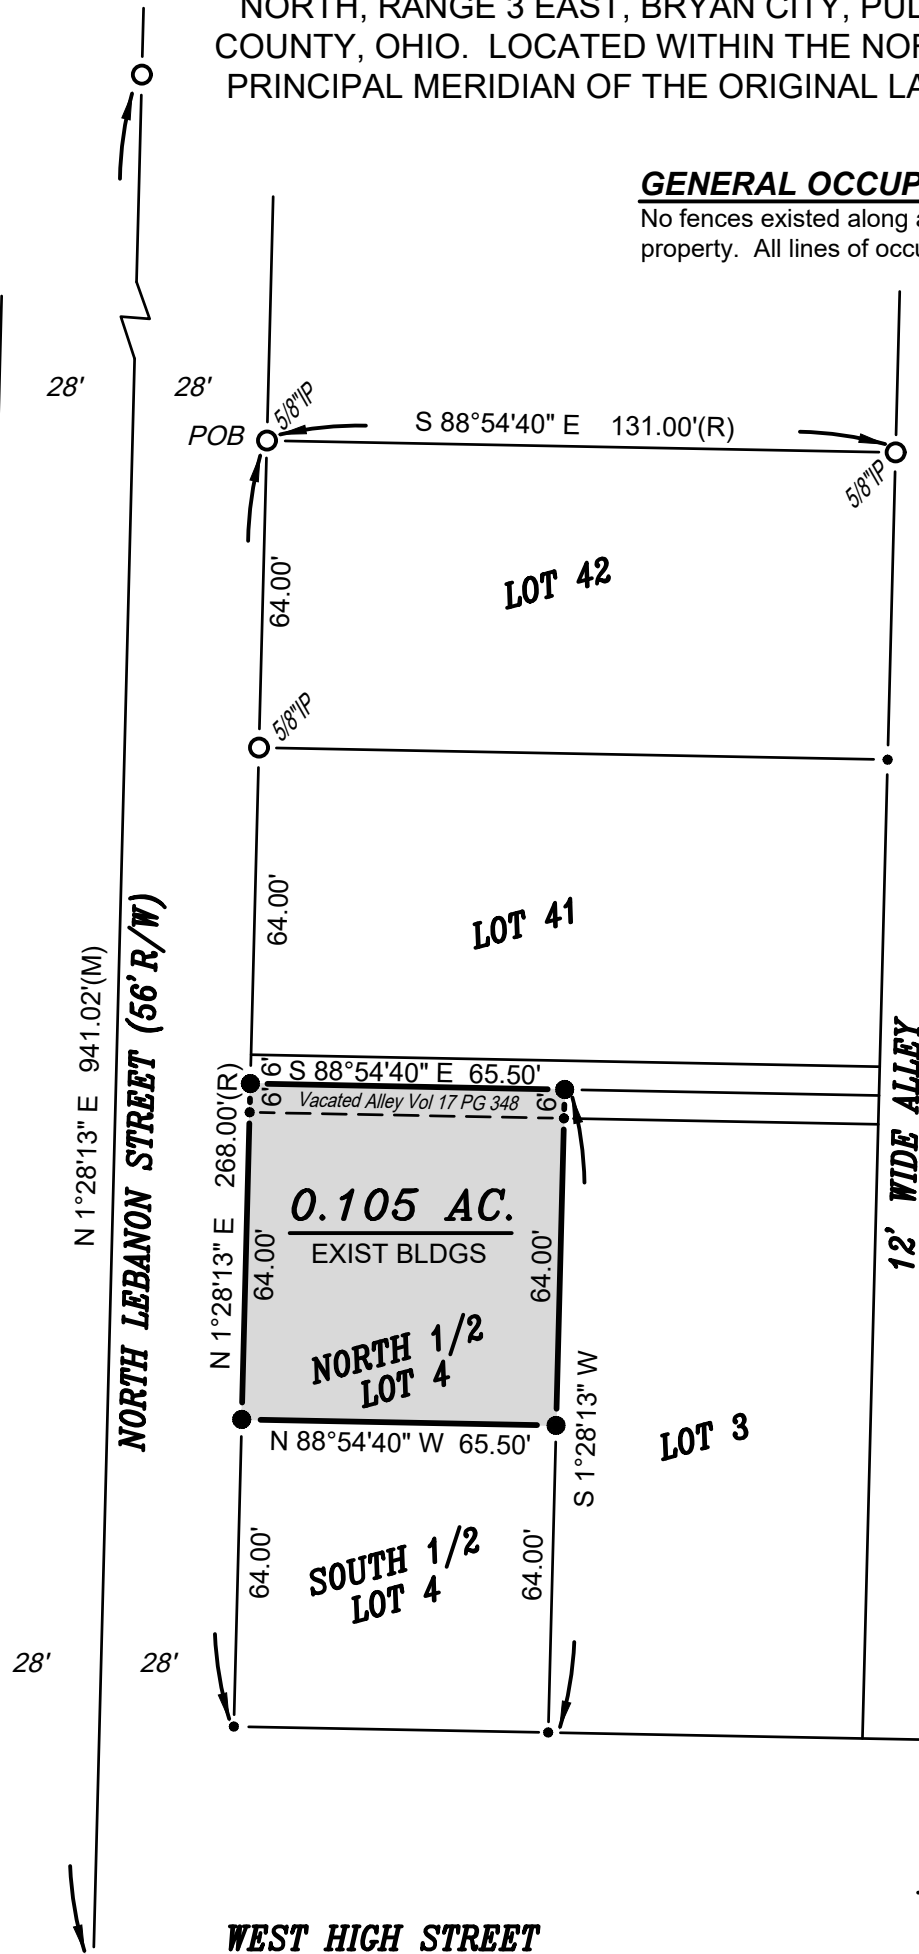 NORTH, RANGE 3 EAST, BRYAN CITY, PUL
COUNTY, OHIO. LOCATED WITHIN THE NOR
PRINCIPAL MERIDIAN OF THE ORIGINAL LA
GENERAL OCCUP
No fences existed along a
property. All lines of occu
28'
28'
POB
5/8"IP
S 88°54'40" E 131.00'(R)
5/8"IP
64.00'
LOT 42
5/8"IP
64.00'
LOT 41
N 1°28'13" E 941.02'(M)
NORTH LEBANON STREET (56'R/W)
12' WIDE ALLEY
6'
S 88°54'40" E 65.50'
6'
Vacated Alley Vol 17 PG 348
6'
N 1°28'13" E 268.00'(R)
0.105 AC.
EXIST BLDGS
64.00'
64.00'
NORTH 1/2
LOT 4
N 88°54'40" W 65.50'
S 1°28'13" W
LOT 3
64.00'
SOUTH 1/2
LOT 4
64.00'
28'
28'
WEST HIGH STREET